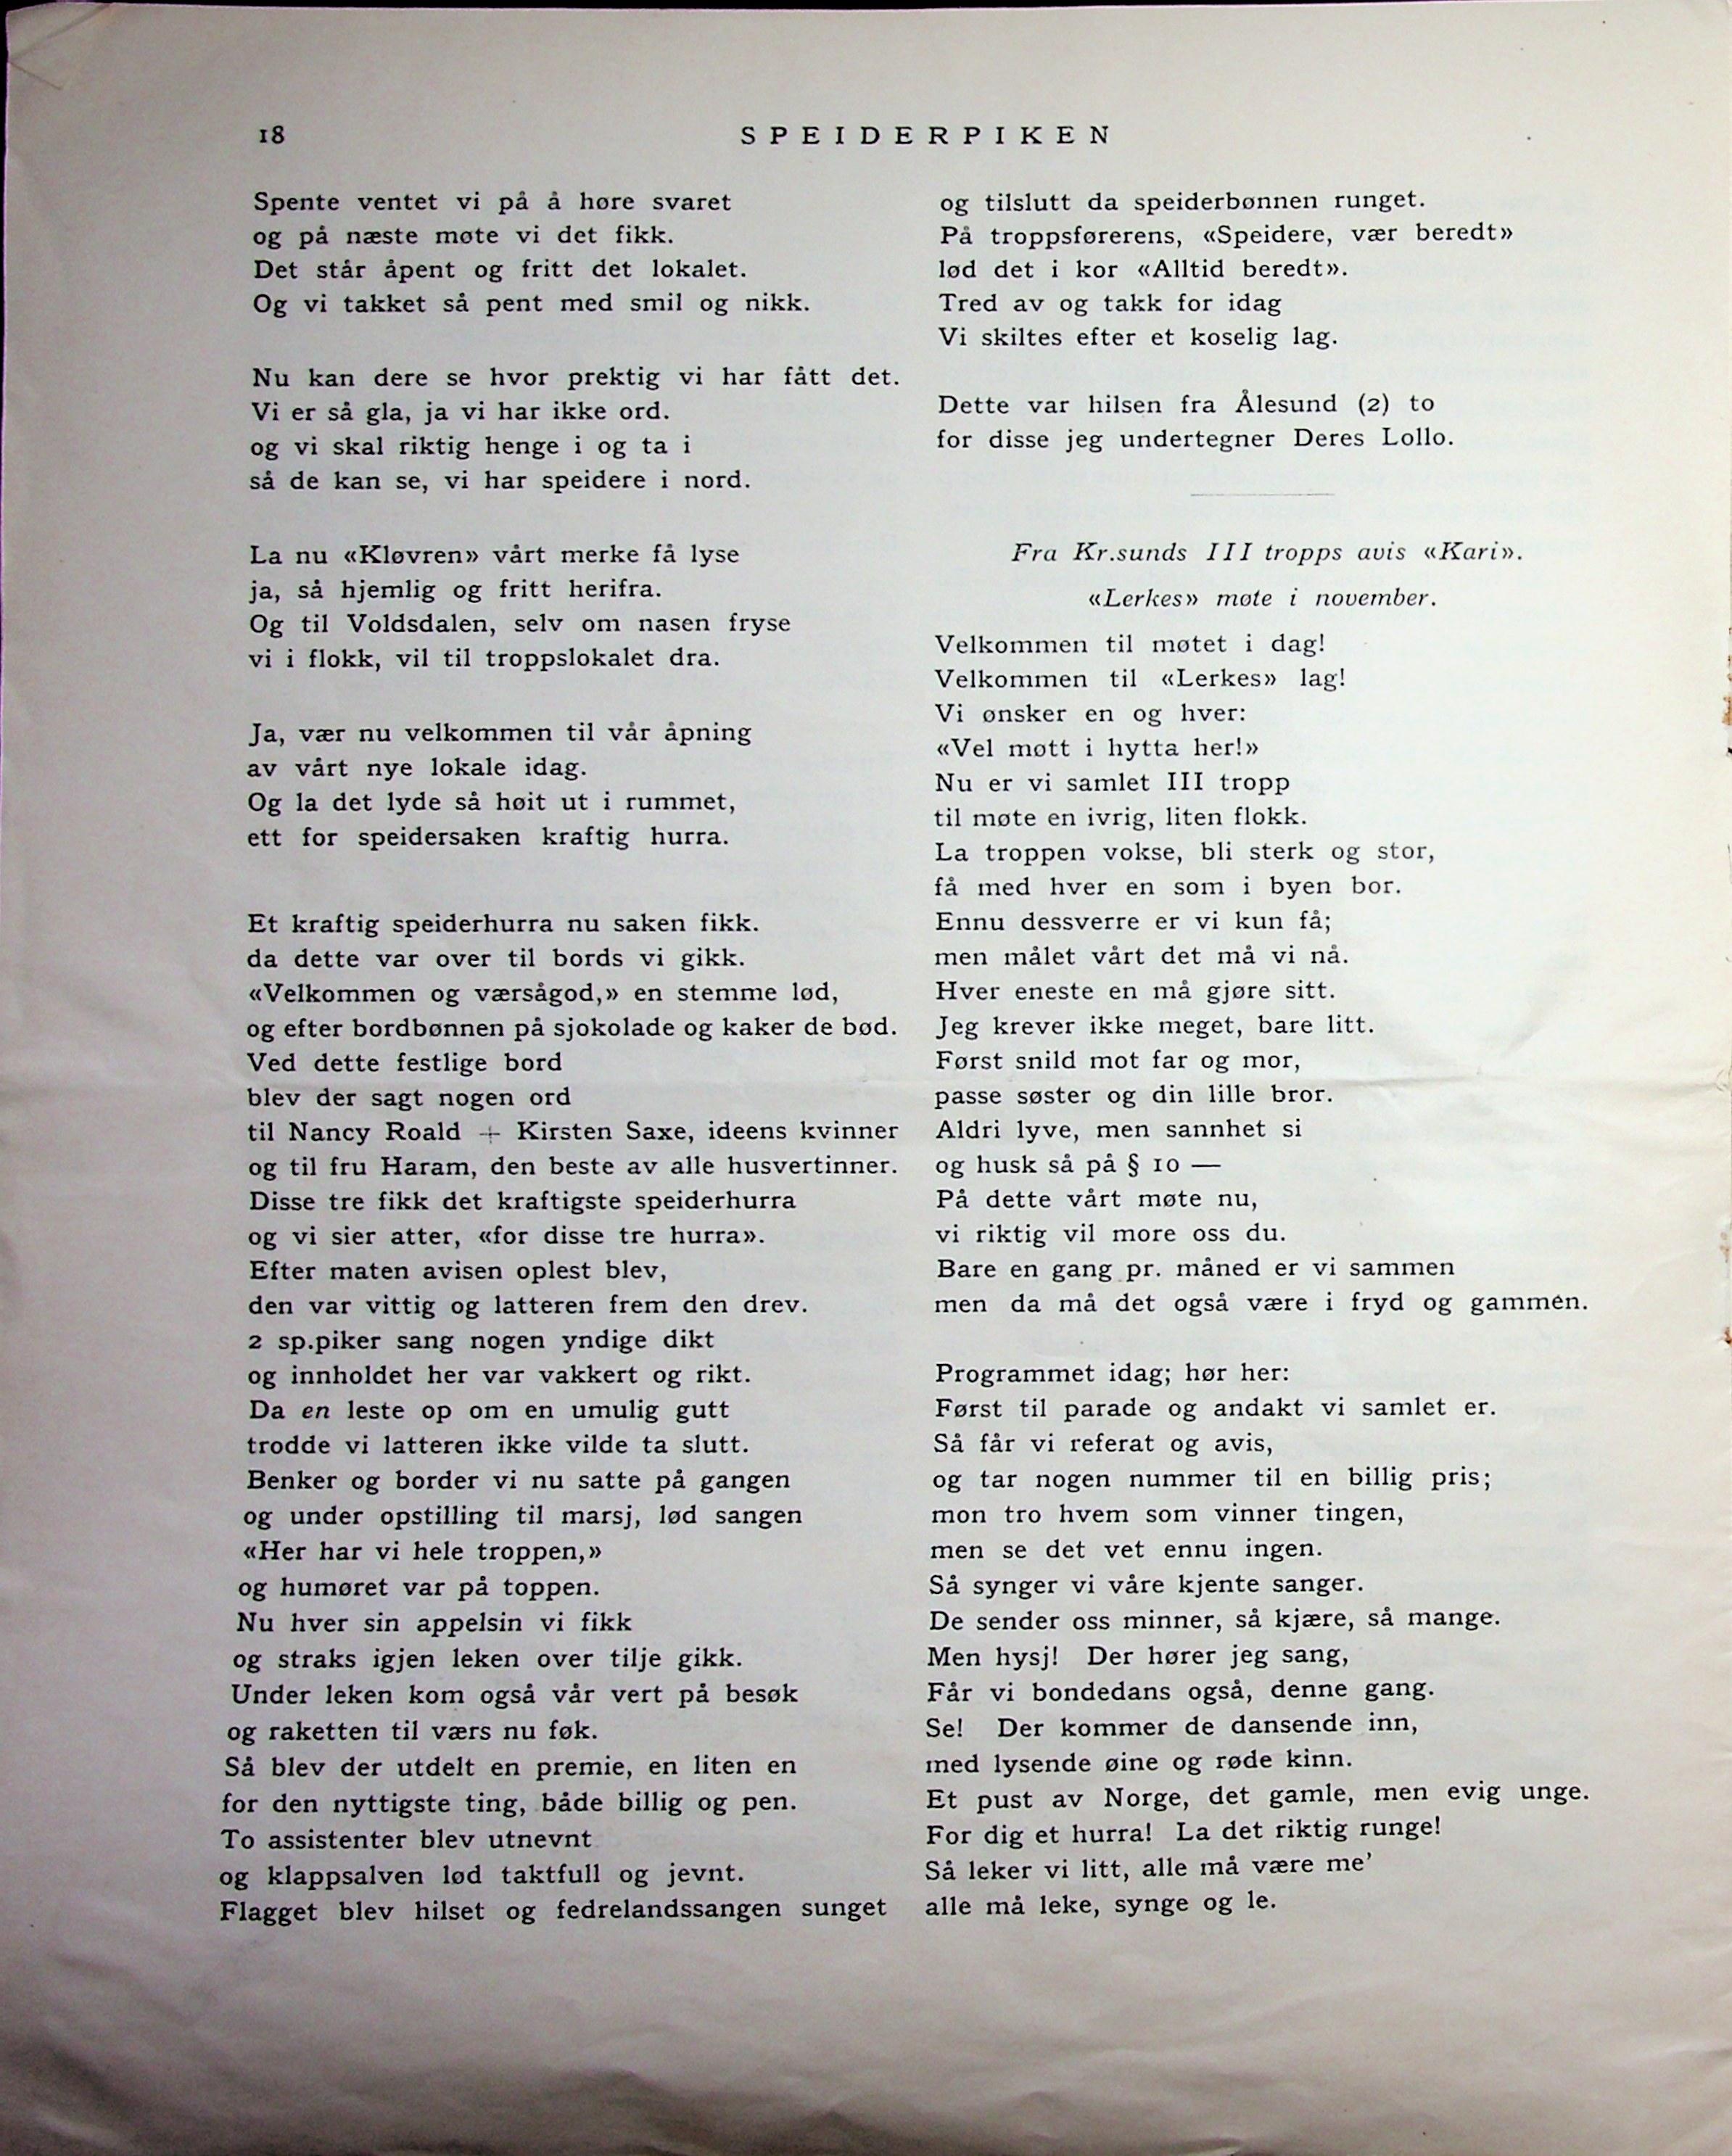 18
SPEIDERPIKEN
Spente ventet vi på å høre svaret
og på næste møte vi det fikk.
Det står åpent og fritt det lokalet.
Og vi takket så pent med smil og nikk.
Nu kan dere se hvor prektig vi har fått det.
Vi er så gla, ja vi har ikke ord.
og vi skal riktig henge i og ta i
så de kan se, vi har speidere i nord.
La nu «Kløvren» vårt merke få lyse
ja, så hjemlig og fritt herifra.
Og til Voldsdalen, selv om nasen fryse
vi i flokk, vil til troppslokalet dra.
Ja, vær nu velkommen til vår åpning
av vårt nye lokale idag.
Og la det lyde så høit ut i rummet,
ett for speidersaken kraftig hurra.
Et kraftig speiderhurra nu saken fikk.
da dette var over til bords vi gikk.
«Velkommen og værsågod,» en stemme lød,
og efter bordbønnen på sjokolade og kaker de bød.
Ved dette festlige bord
blev der sagt nogen ord
til Nancy Roald + Kirsten Saxe, ideens kvinner
og til fru Haram, den beste av alle husvertinner.
Disse tre fikk det kraftigste speiderhurra
og vi sier atter, «for disse tre hurra».
Efter maten avisen oplest blev,
den var vittig og latteren frem den drev.
2 sp.piker sang nogen yndige dikt
og innholdet her var vakkert og rikt.
Da en leste op om en umulig gutt
trodde vi latteren ikke vilde ta slutt.
Benker og border vi nu satte på gangen
og under opstilling til marsj, lød sangen
«Her har vi hele troppen,»
og humøret var på toppen.
Nu hver sin appelsin vi fikk
og straks igjen leken over tilje gikk.
Under leken kom også vår vert på besøk
og raketten til værs nu føk.
Så blev der utdelt en premie, en liten en
for den nyttigste ting, både billig og pen.
To assistenter blev utnevnt
og klappsalven lød taktfull og jevnt.
Flagget blev hilset og fedrelandssangen sunget
og tilslutt da speiderbønnen runget.
På troppsførerens, «Speidere, vær beredt»
lød det i kor «Alltid beredt».
Tred av og takk for idag
Vi skiltes efter et koselig lag.
Dette var hilsen fra Ålesund (2) to
for disse jeg undertegner Deres Lollo.
Fra Kr.sunds III tropps avis «Kari».
«Lerkes» møte i november.
Velkommen til møtet i dag!
Velkommen til «Lerkes» lag!
Vi ønsker en og hver:
«Vel møtt i hytta her!»
Nu er vi samlet III tropp
til møte en ivrig, liten flokk.
La troppen vokse, bli sterk og stor,
få med hver en som i byen bor.
Ennu dessverre er vi kun få;
men målet vårt det må vi nå.
Hver eneste en må gjøre sitt.
Jeg krever ikke meget, bare litt.
Først snild mot far og mor,
passe søster og din lille bror.
Aldri lyve, men sannhet si
og husk så på § 10 —
På dette vårt møte nu,
vi riktig vil more oss du.
Bare en gang pr. måned er vi sammen
men da må det også være i fryd og gammen.
Programmet idag; hør her:
Først til parade og andakt vi samlet er.
Så får vi referat og avis,
og tar nogen nummer til en billig pris;
mon tro hvem som vinner tingen,
men se det vet ennu ingen.
Så synger vi våre kjente sanger.
De sender oss minner, så kjære, så mange.
Men hysj! Der hører jeg sang,
Får vi bondedans også, denne gang.
Se! Der kommer de dansende inn,
med lysende øine og røde kinn.
Et pust av Norge, det gamle, men evig unge.
For dig et hurra! La det riktig runge!
Så leker vi litt, alle må være me’
alle må leke, synge og le.